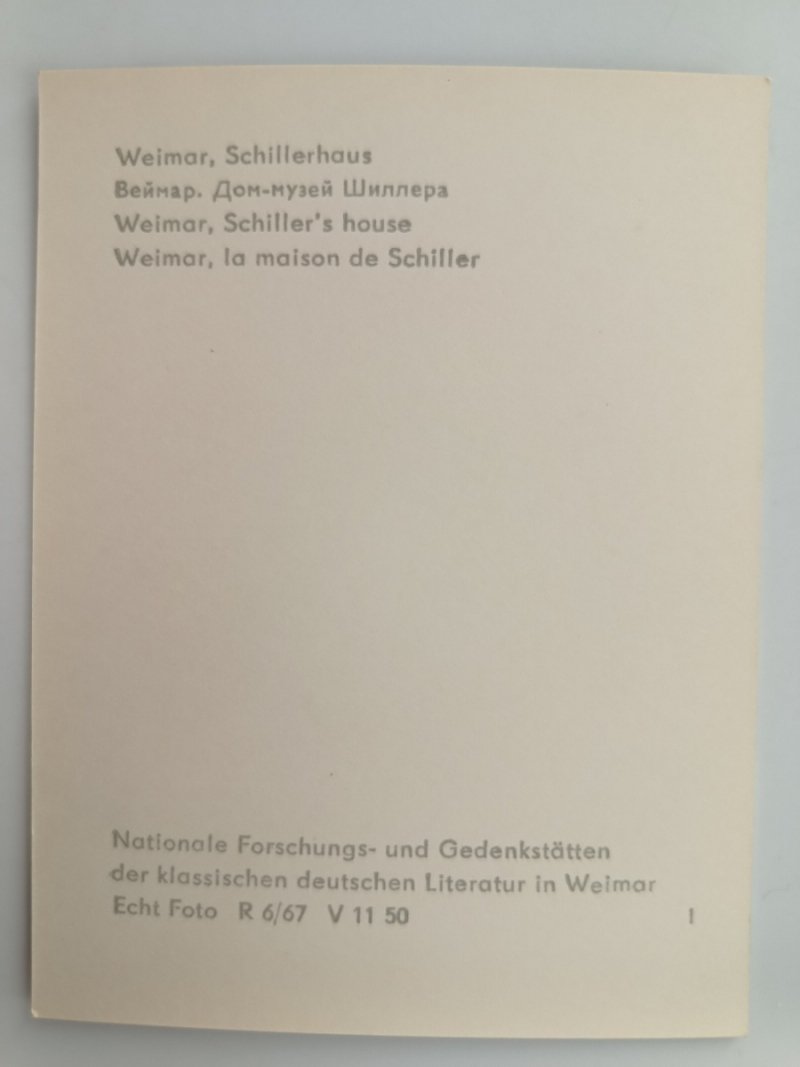 Weimar, Schillerhaus
Веймар. Дом-музей Шиллера
Weimar, Schiller's house
Weimar, la maison de Schiller
Nationale Forschungs- und Gedenkstätten
der klassischen deutschen Literatur in Weimar
Echt Foto R 6/67 V 11 50 1